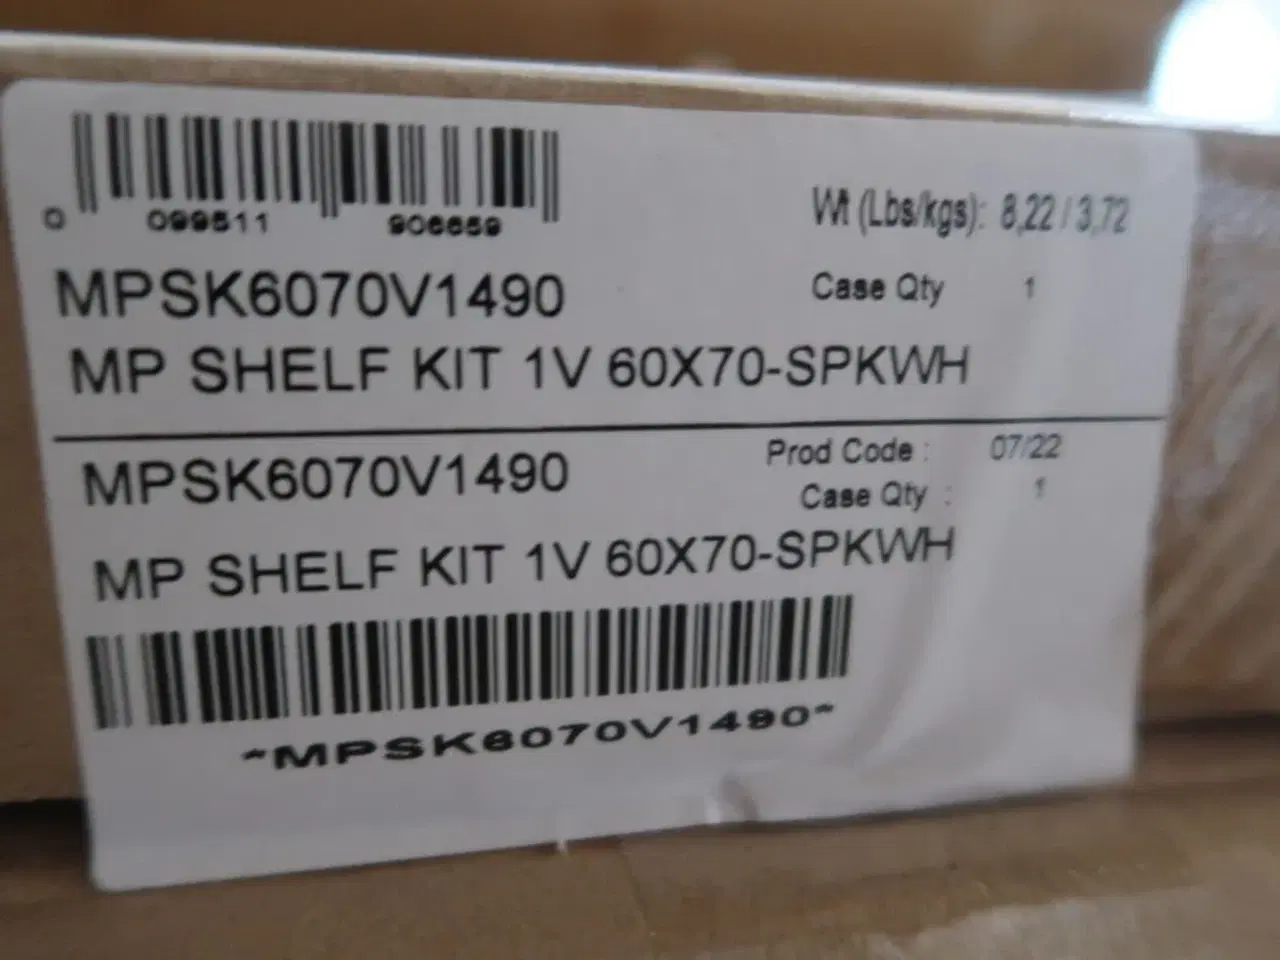 0 099511 906659
Wt (Lbs/kgs): 8,22 / 3,72
MPSK6070V1490
Case Qty 1
MP SHELF KIT 1V 60X70-SPKWH
MPSK6070V1490
Prod Code : 07/22
Case Qty : 1
MP SHELF KIT 1V 60X70-SPKWH
*MPSK6070V1490*